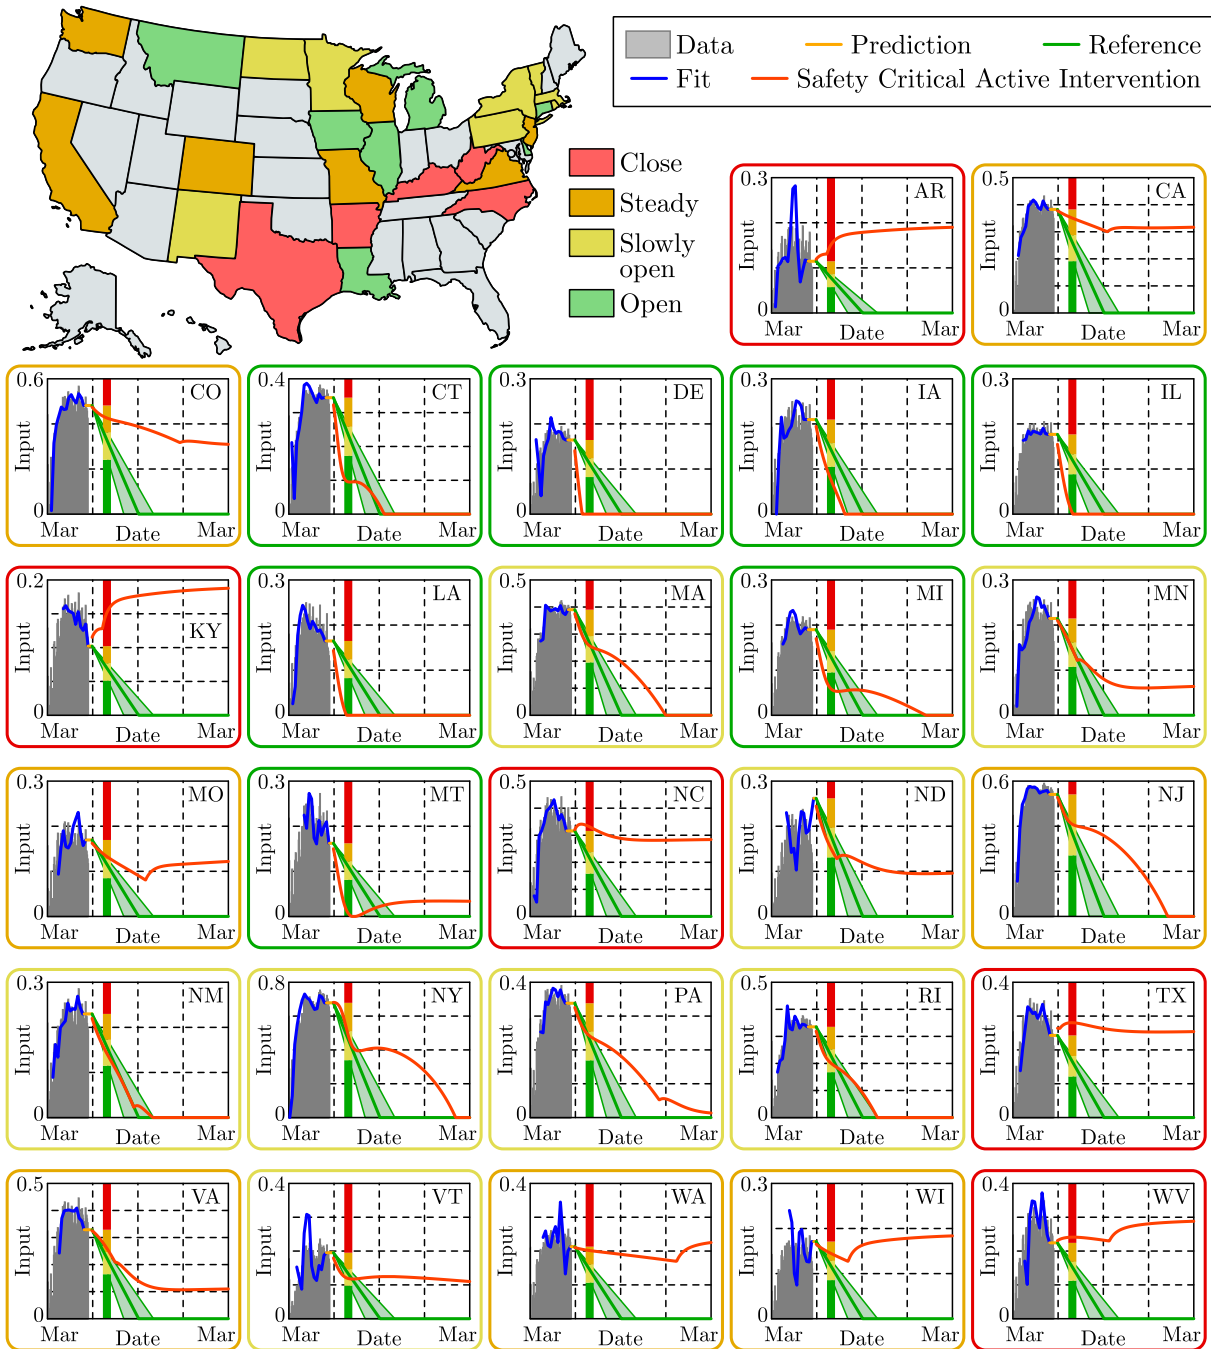 Data
Prediction
Reference
Fit
Safety Critical Active Intervention
Close
Steady
Slowly
open
Open
0.3
AR
Input
0
Mar
Date
Mar
0.5
CA
Input
0
Mar
Date
Mar
0.6
CO
Input
0
Mar
Date
Mar
0.4
CT
Input
0
Mar
Date
Mar
0.3
DE
Input
0
Mar
Date
Mar
0.3
IA
Input
0
Mar
Date
Mar
0.3
IL
Input
0
Mar
Date
Mar
0.2
KY
Input
0
Mar
Date
Mar
0.3
LA
Input
0
Mar
Date
Mar
0.5
MA
Input
0
Mar
Date
Mar
0.3
MI
Input
0
Mar
Date
Mar
0.3
MN
Input
0
Mar
Date
Mar
0.3
MO
Input
0
Mar
Date
Mar
0.3
MT
Input
0
Mar
Date
Mar
0.5
NC
Input
0
Mar
Date
Mar
0.3
ND
Input
0
Mar
Date
Mar
0.6
NJ
Input
0
Mar
Date
Mar
0.3
NM
Input
0
Mar
Date
Mar
0.8
NY
Input
0
Mar
Date
Mar
0.4
PA
Input
0
Mar
Date
Mar
0.5
RI
Input
0
Mar
Date
Mar
0.4
TX
Input
0
Mar
Date
Mar
0.5
VA
Input
0
Mar
Date
Mar
0.4
VT
Input
0
Mar
Date
Mar
0.4
WA
Input
0
Mar
Date
Mar
0.3
WI
Input
0
Mar
Date
Mar
0.4
WV
Input
0
Mar
Date
Mar